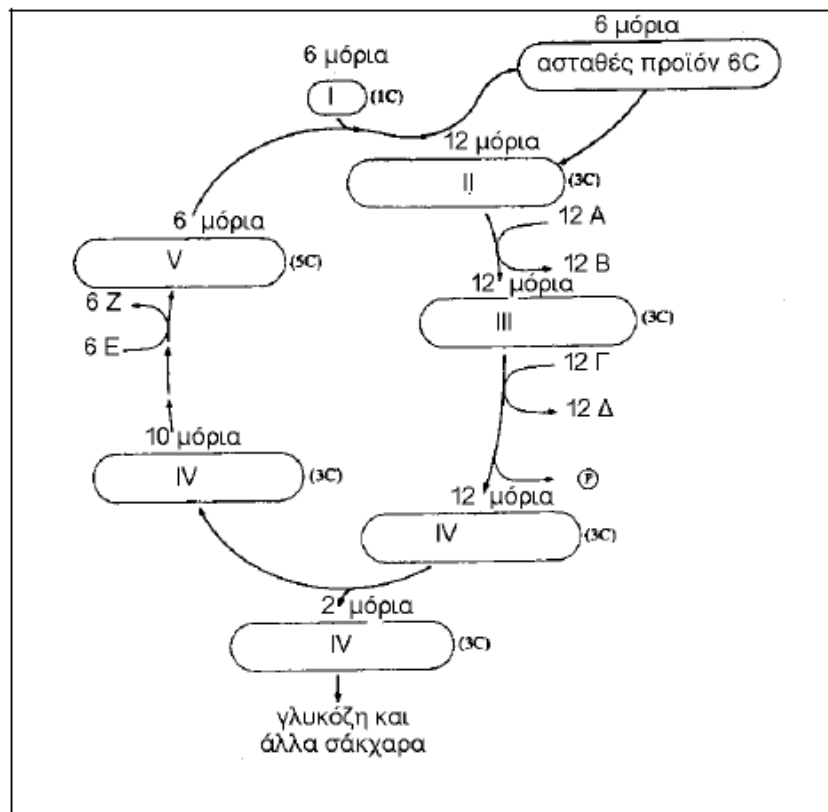 6 μόρια
ασταθές προϊόν 6C
6 μόρια
I (1C)
12 μόρια
II (3C)
12 Α
12 Β
6 μόρια
V (5C)
12 μόρια
III (3C)
6 Ζ
6 Ε
12 Γ
12 Δ
10 μόρια
IV (3C)
P
12 μόρια
IV (3C)
2 μόρια
IV (3C)
γλυκόζη και
άλλα σάκχαρα